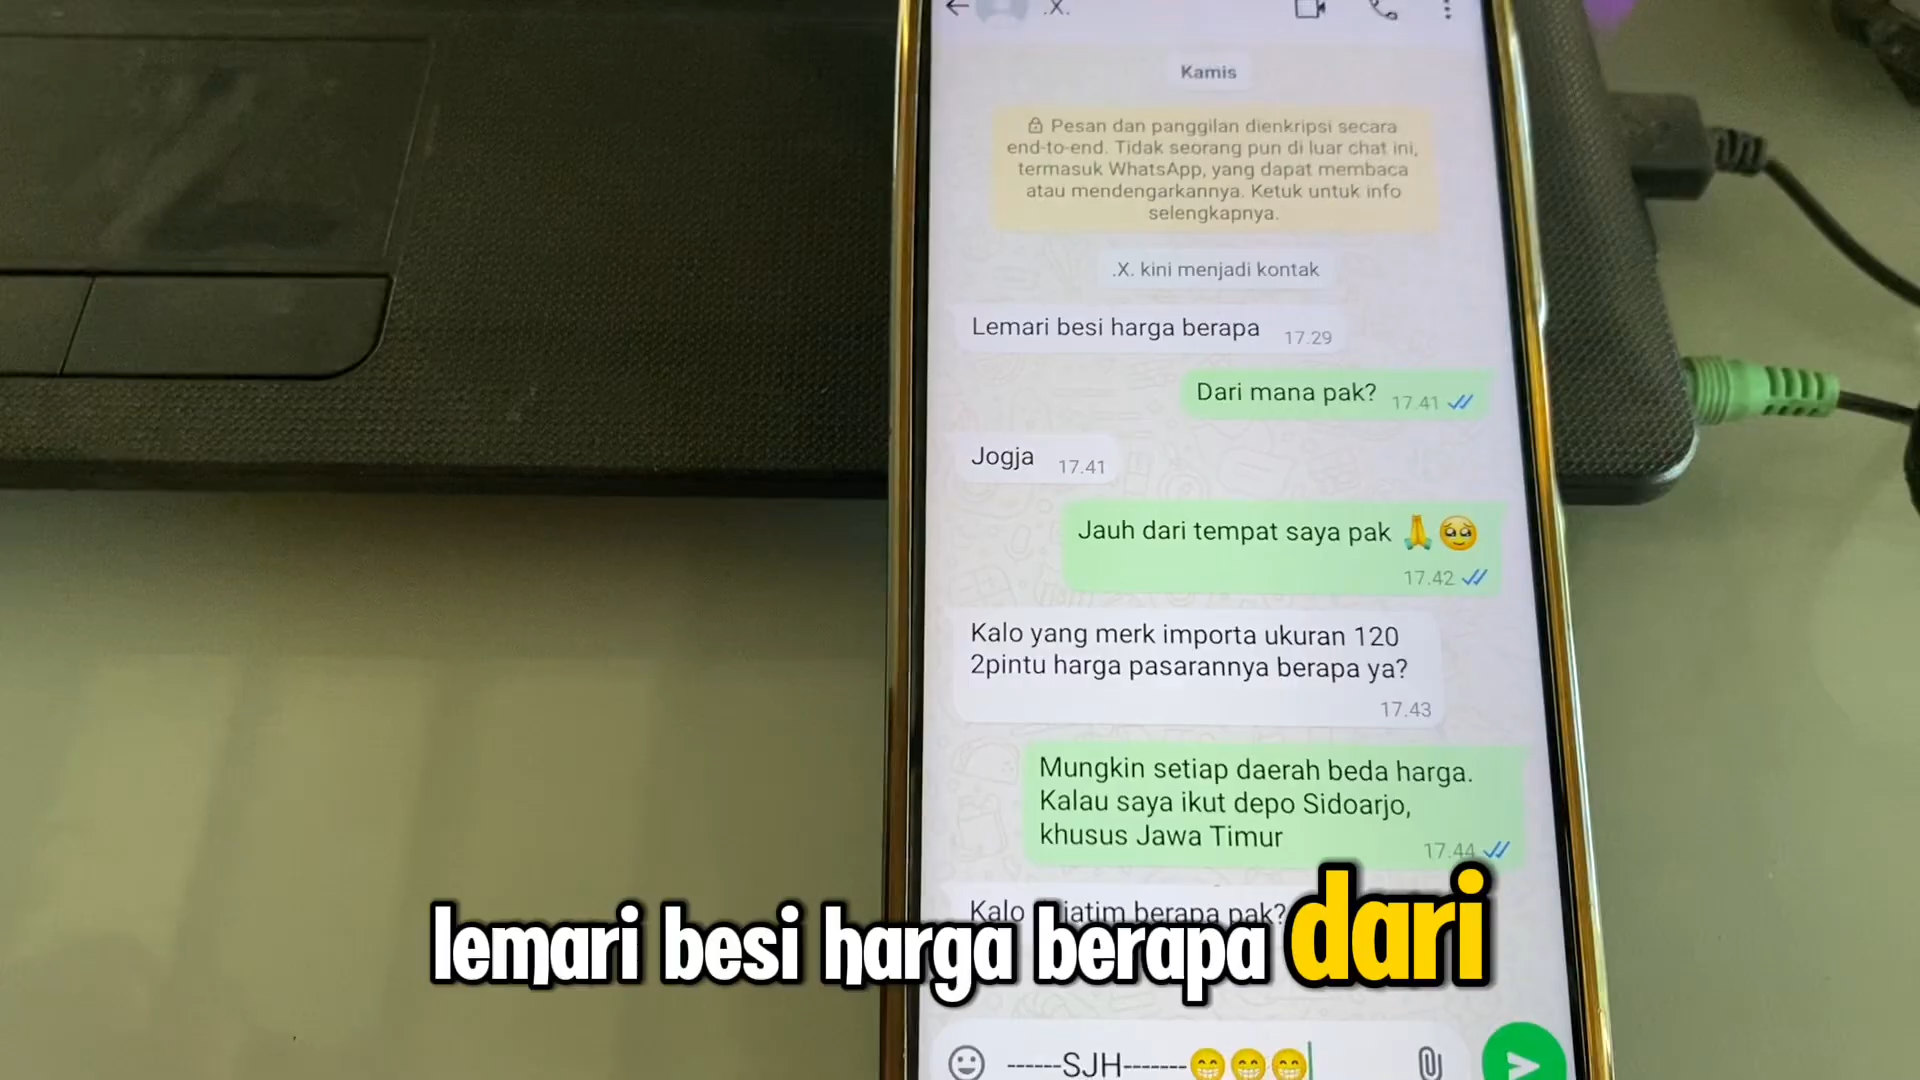 .X.
Kamis
Pesan dan panggilan dienkripsi secara
end-to-end. Tidak seorang pun di luar chat ini,
termasuk WhatsApp, yang dapat membaca
atau mendengarkannya. Ketuk untuk info
selengkapnya.
.X. kini menjadi kontak
Lemari besi harga berapa 17.29
Dari mana pak? 17.41
Jogja 17.41
Jauh dari tempat saya pak 🙏🥹
17.42
Kalo yang merk importa ukuran 120
2pintu harga pasarannya berapa ya?
17.43
Mungkin setiap daerah beda harga.
Kalau saya ikut depo Sidoarjo,
khusus Jawa Timur
17.44
Kalo jatim berapa pak?
lemari besi harga berapa dari
------SJH-------😁😁😁